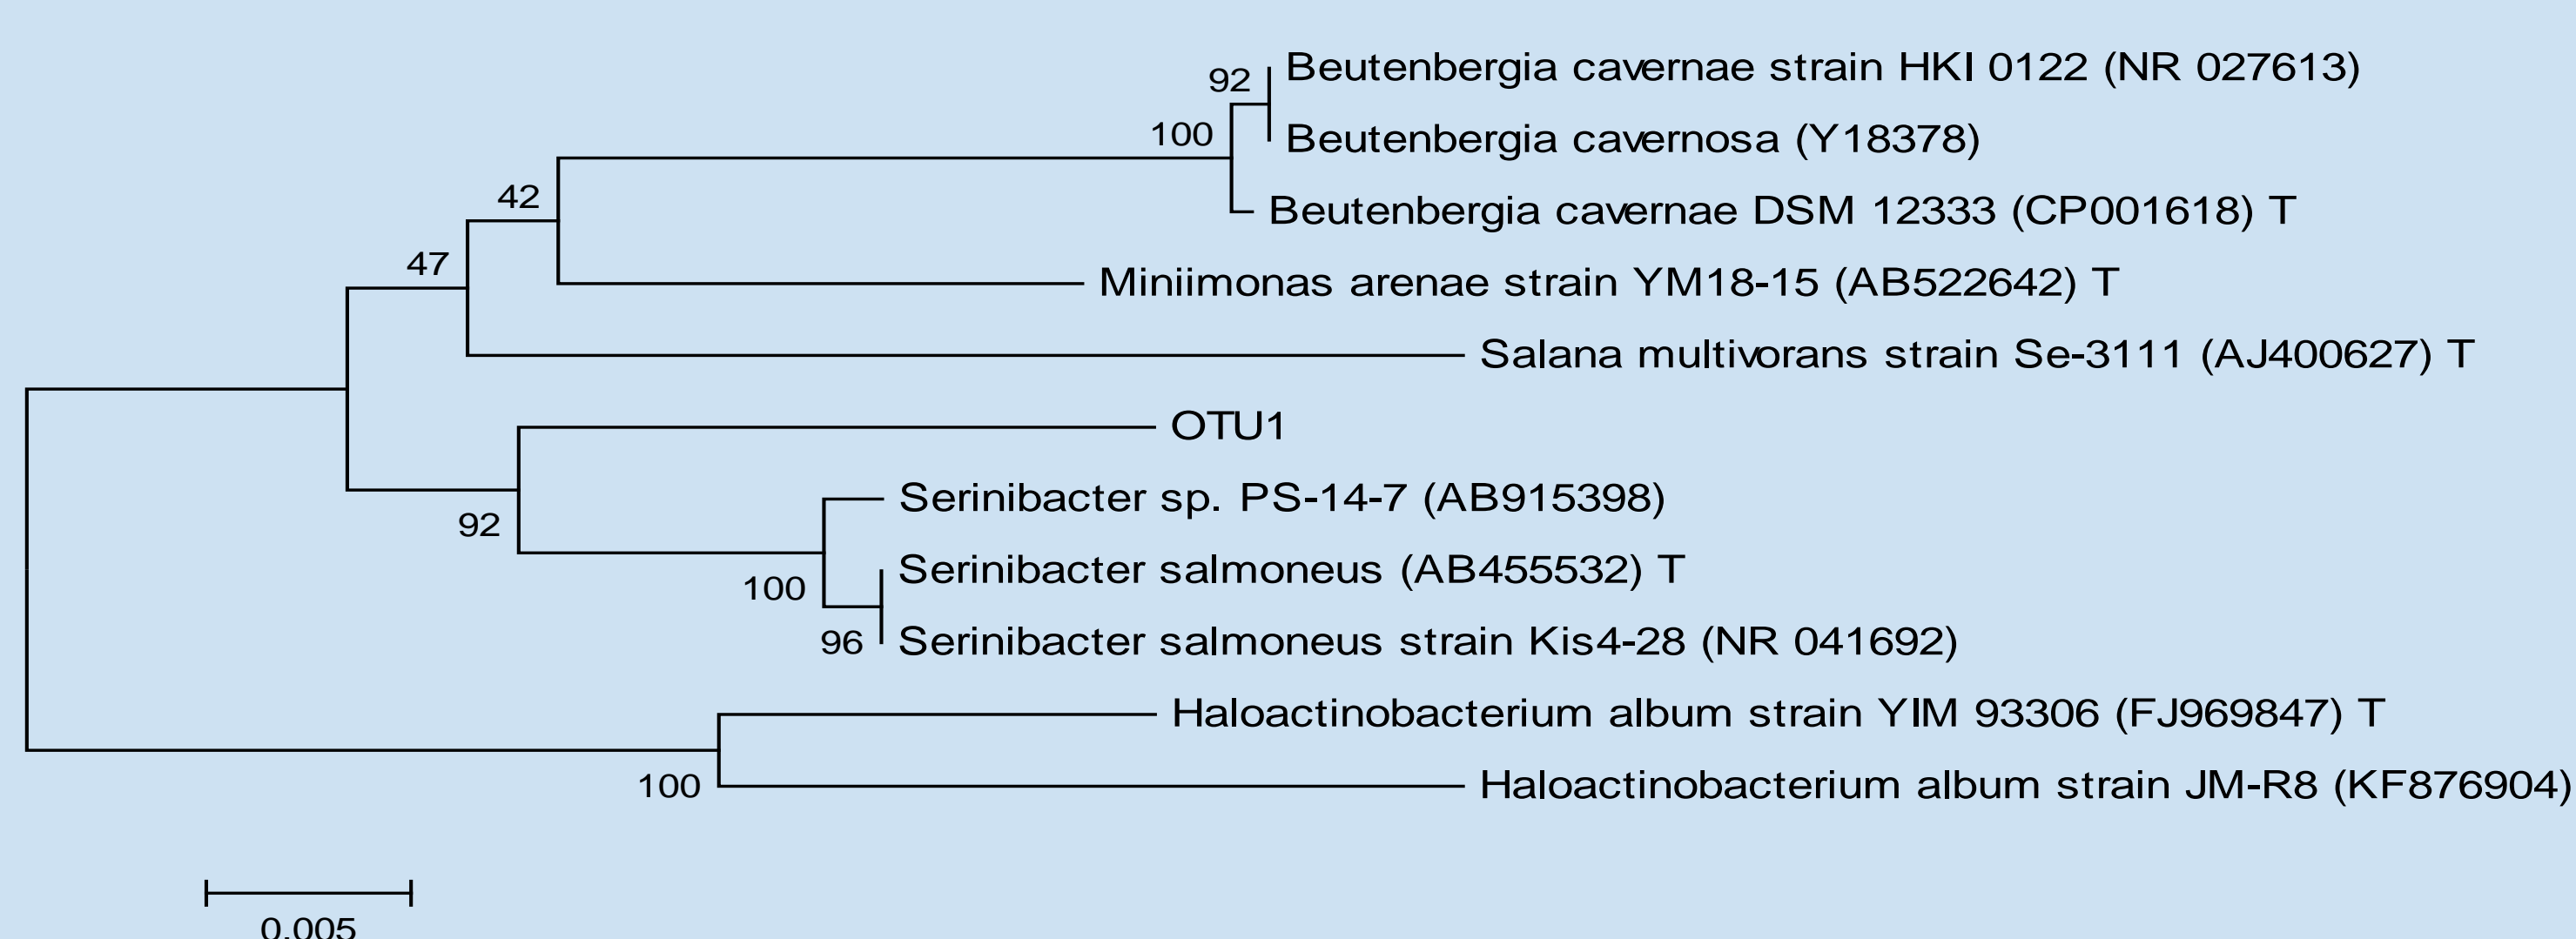 92
Beutenbergia cavernae strain HKI 0122 (NR 027613)
100
Beutenbergia cavernosa (Y18378)
42
Beutenbergia cavernae DSM 12333 (CP001618) T
47
Miniimonas arenae strain YM18-15 (AB522642) T
Salana multivorans strain Se-3111 (AJ400627) T
OTU1
92
Serinibacter sp. PS-14-7 (AB915398)
100
Serinibacter salmoneus (AB455532) T
96
Serinibacter salmoneus strain Kis4-28 (NR 041692)
Haloactinobacterium album strain YIM 93306 (FJ969847) T
100
Haloactinobacterium album strain JM-R8 (KF876904)
0.005